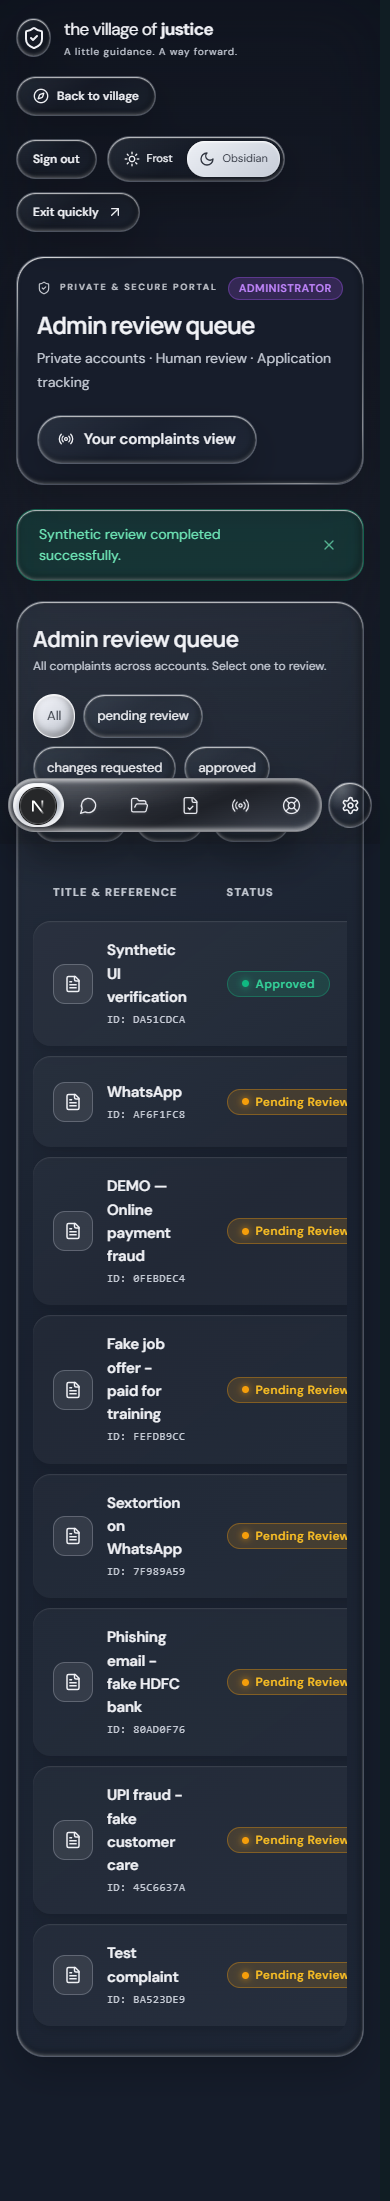 the village of justice
A little guidance. A way forward.
Back to village
Sign out
Frost
Obsidian
Exit quickly
PRIVATE & SECURE PORTAL
ADMINISTRATOR
Admin review queue
Private accounts · Human review · Application
tracking
Your complaints view
Synthetic review completed
successfully.
Admin review queue
All complaints across accounts. Select one to review.
All
pending review
changes requested
approved
N
TITLE & REFERENCE
STATUS
Synthetic
UI
verification
ID: DA51CDCA
Approved
WhatsApp
ID: AF6F1FC8
Pending Review
DEMO —
Online
payment
fraud
ID: 0FEBDEC4
Pending Review
Fake job
offer -
paid for
training
ID: FEFDB9CC
Pending Review
Sextortion
on
WhatsApp
ID: 7F989A59
Pending Review
Phishing
email -
fake HDFC
bank
ID: 80AD0F76
Pending Review
UPI fraud -
fake
customer
care
ID: 45C6637A
Pending Review
Test
complaint
ID: BA523DE9
Pending Review